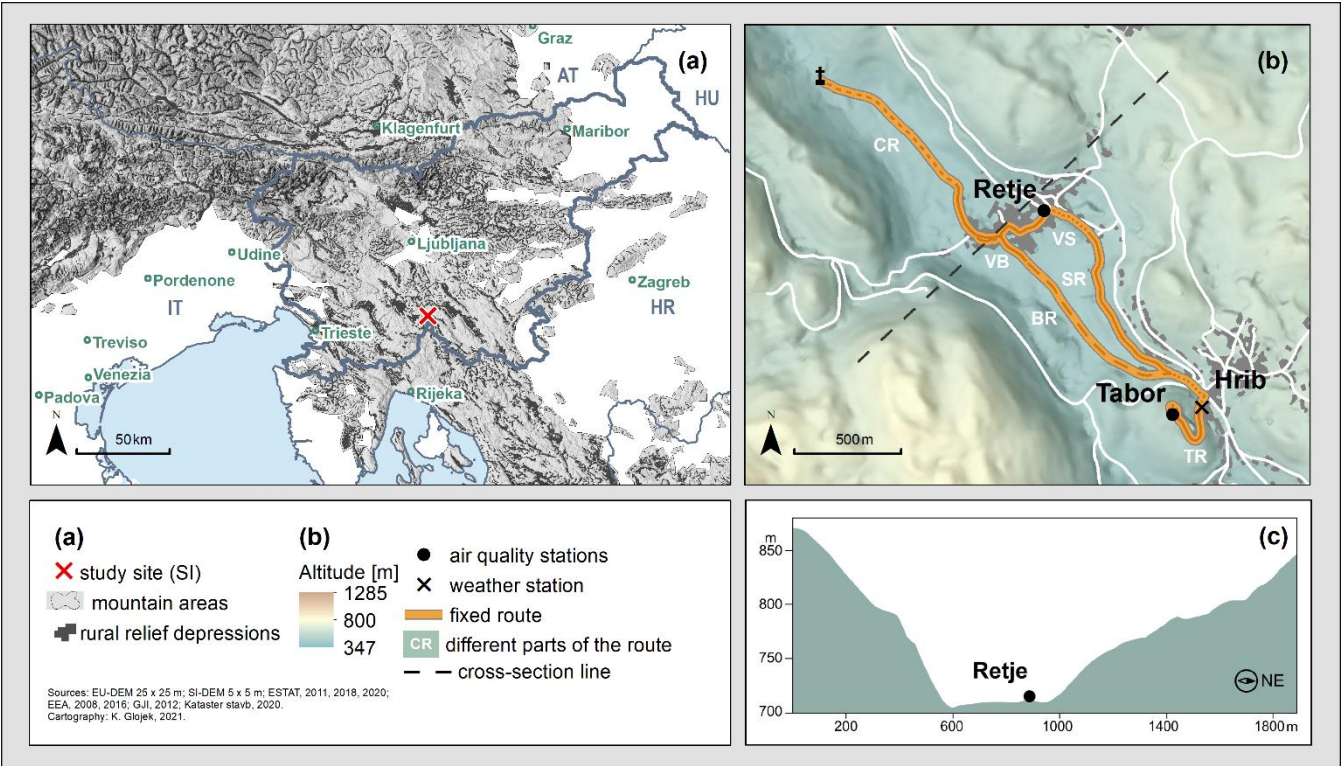 (a)
Graz
AT
HU
Klagenfurt
Maribor
Ljubljana
Udine
Pordenone
Zagreb
IT
HR
Trieste
Treviso
Venezia
Padova
Rijeka
N
50 km
(b)
CR
Retje
VS
VB
SR
BR
Tabor
Hrib
TR
N
500 m
(a)
study site (SI)
mountain areas
rural relief depressions
(b)
Altitude [m]
1285
800
347
air quality stations
weather station
fixed route
CR different parts of the route
cross-section line
Sources: EU-DEM 25 x 25 m; SI-DEM 5 x 5 m; ESTAT, 2011, 2018, 2020;
EEA, 2008, 2016; GJI, 2012; Kataster stavb, 2020.
Cartography: K. Glojek, 2021.
(c)
m
850
800
750
700
Retje
NE
200 600 1000 1400 1800 m